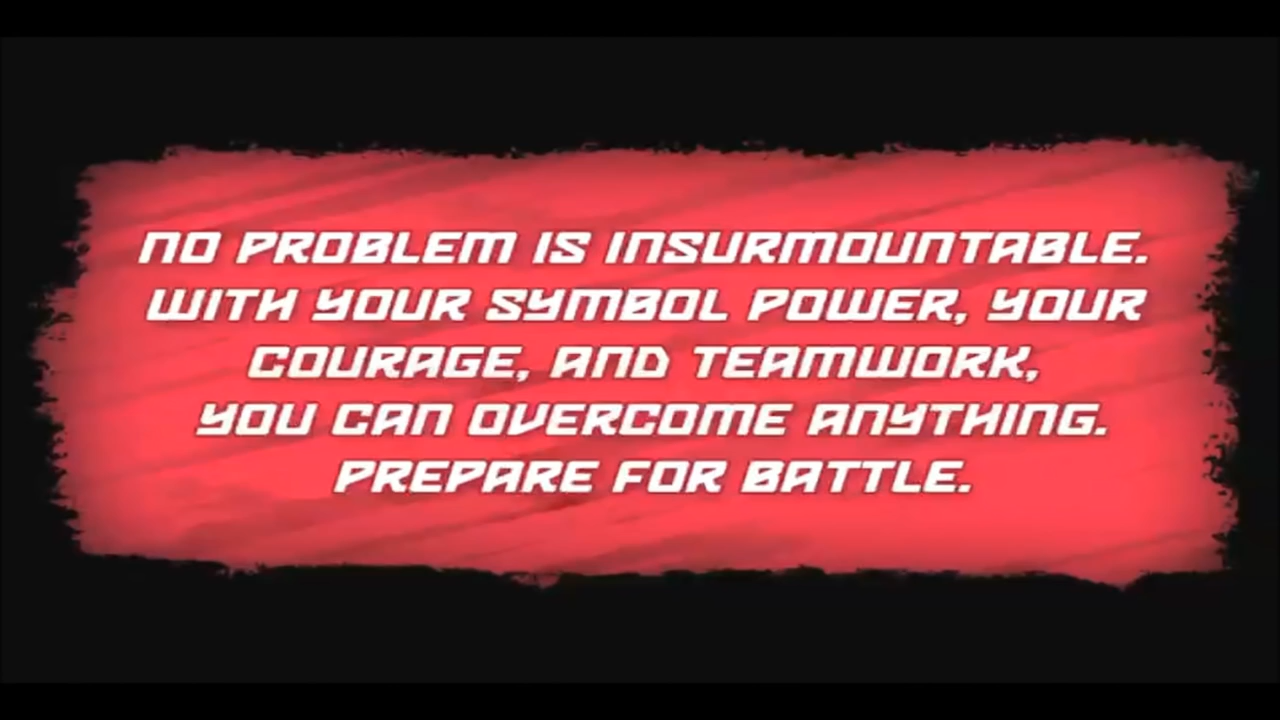 NO PROBLEM IS INSURMOUNTABLE.
WITH YOUR SYMBOL POWER, YOUR
COURAGE, AND TEAMWORK,
YOU CAN OVERCOME ANYTHING.
PREPARE FOR BATTLE.